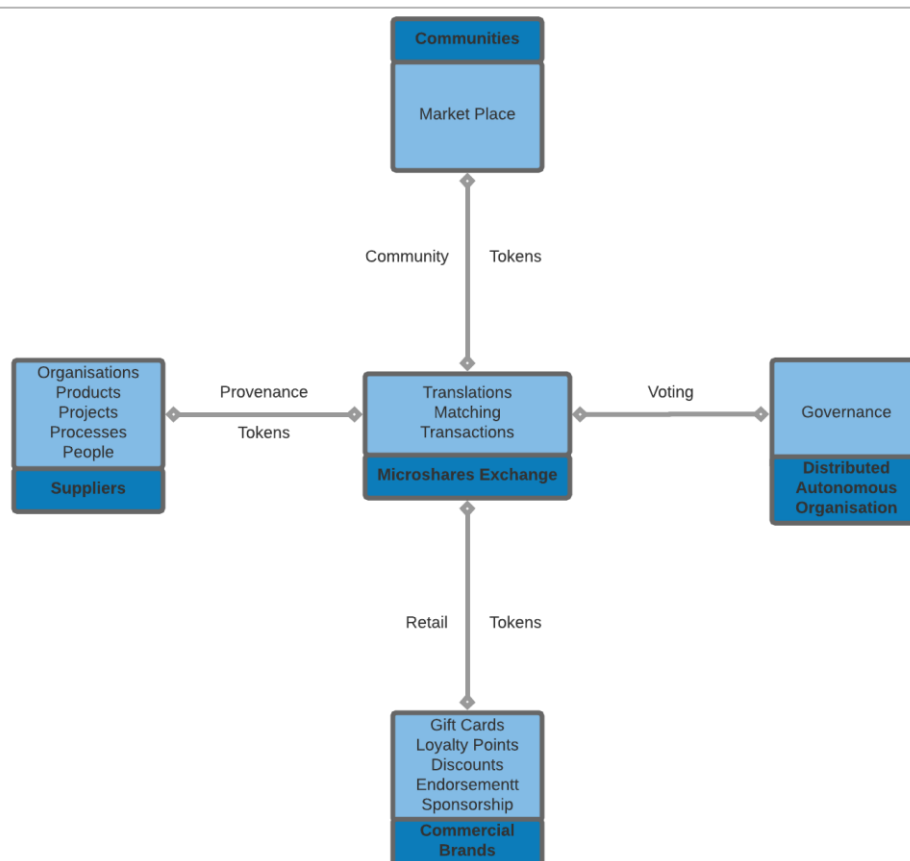 Communities
Market Place
Community Tokens
Organisations
Products
Projects
Processes
People
Suppliers
Provenance
Tokens
Translations
Matching
Transactions
Microshares Exchange
Voting
Governance
Distributed
Autonomous
Organisation
Retail Tokens
Gift Cards
Loyalty Points
Discounts
Endorsementt
Sponsorship
Commercial
Brands